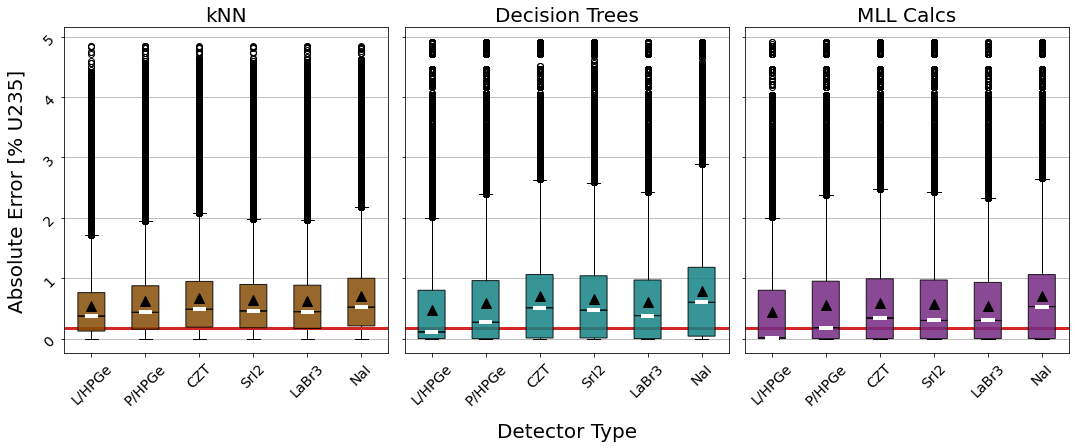 kNN
Decision Trees
MLL Calcs
Absolute Error [% U235]
5
4
3
2
1
0
L/HPGe
P/HPGe
CZT
SrI2
LaBr3
NaI
L/HPGe
P/HPGe
CZT
SrI2
LaBr3
NaI
L/HPGe
P/HPGe
CZT
SrI2
LaBr3
NaI
Detector Type